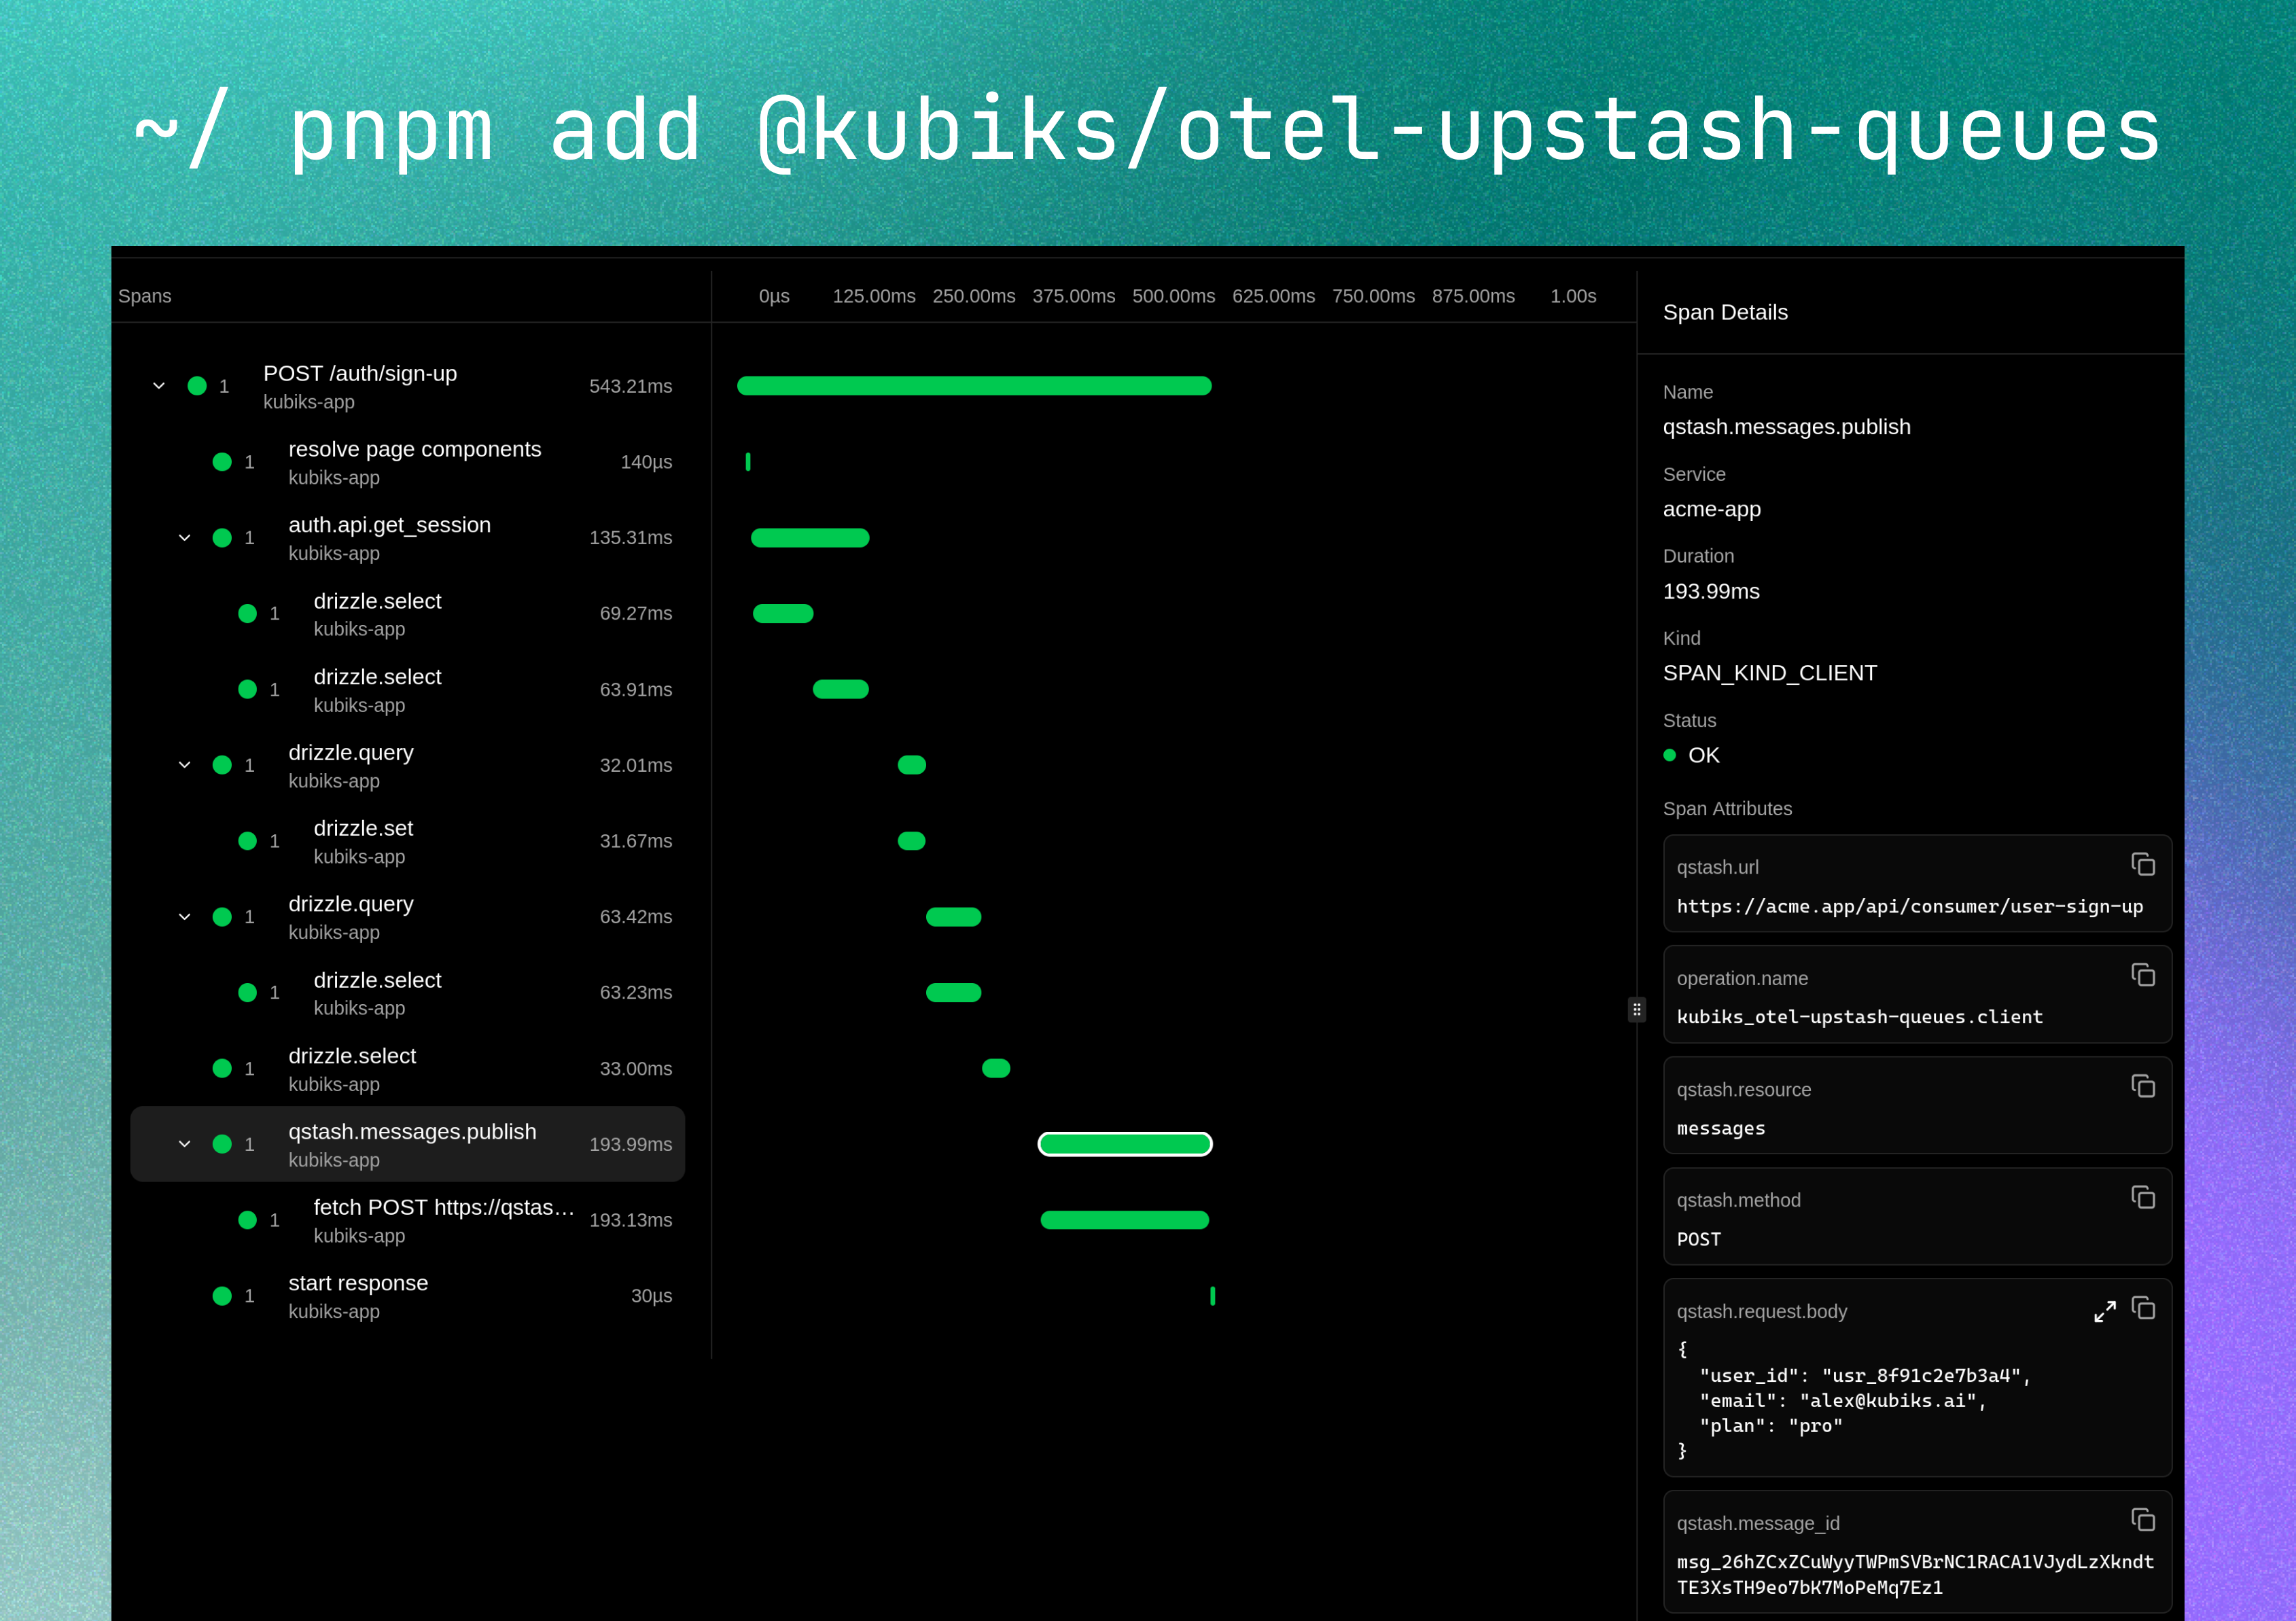 ~/ pnpm add @kubiks/otel-upstash-queues
Spans
0µs 125.00ms 250.00ms 375.00ms 500.00ms 625.00ms 750.00ms 875.00ms 1.00s
1 POST /auth/sign-up 543.21ms
kubiks-app
1 resolve page components 140µs
kubiks-app
1 auth.api.get_session 135.31ms
kubiks-app
1 drizzle.select 69.27ms
kubiks-app
1 drizzle.select 63.91ms
kubiks-app
1 drizzle.query 32.01ms
kubiks-app
1 drizzle.set 31.67ms
kubiks-app
1 drizzle.query 63.42ms
kubiks-app
1 drizzle.select 63.23ms
kubiks-app
1 drizzle.select 33.00ms
kubiks-app
1 qstash.messages.publish 193.99ms
kubiks-app
1 fetch POST https://qstas… 193.13ms
kubiks-app
1 start response 30µs
kubiks-app
Span Details
Name
qstash.messages.publish
Service
acme-app
Duration
193.99ms
Kind
SPAN_KIND_CLIENT
Status
OK
Span Attributes
qstash.url
https://acme.app/api/consumer/user-sign-up
operation.name
kubiks_otel-upstash-queues.client
qstash.resource
messages
qstash.method
POST
qstash.request.body
{
"user_id": "usr_8f91c2e7b3a4",
"email": "alex@kubiks.ai",
"plan": "pro"
}
qstash.message_id
msg_26hZCxZCuWyyTWPmSVBrNC1RACA1VJydLzXkndt
TE3XsTH9eo7bK7MoPeMq7Ez1